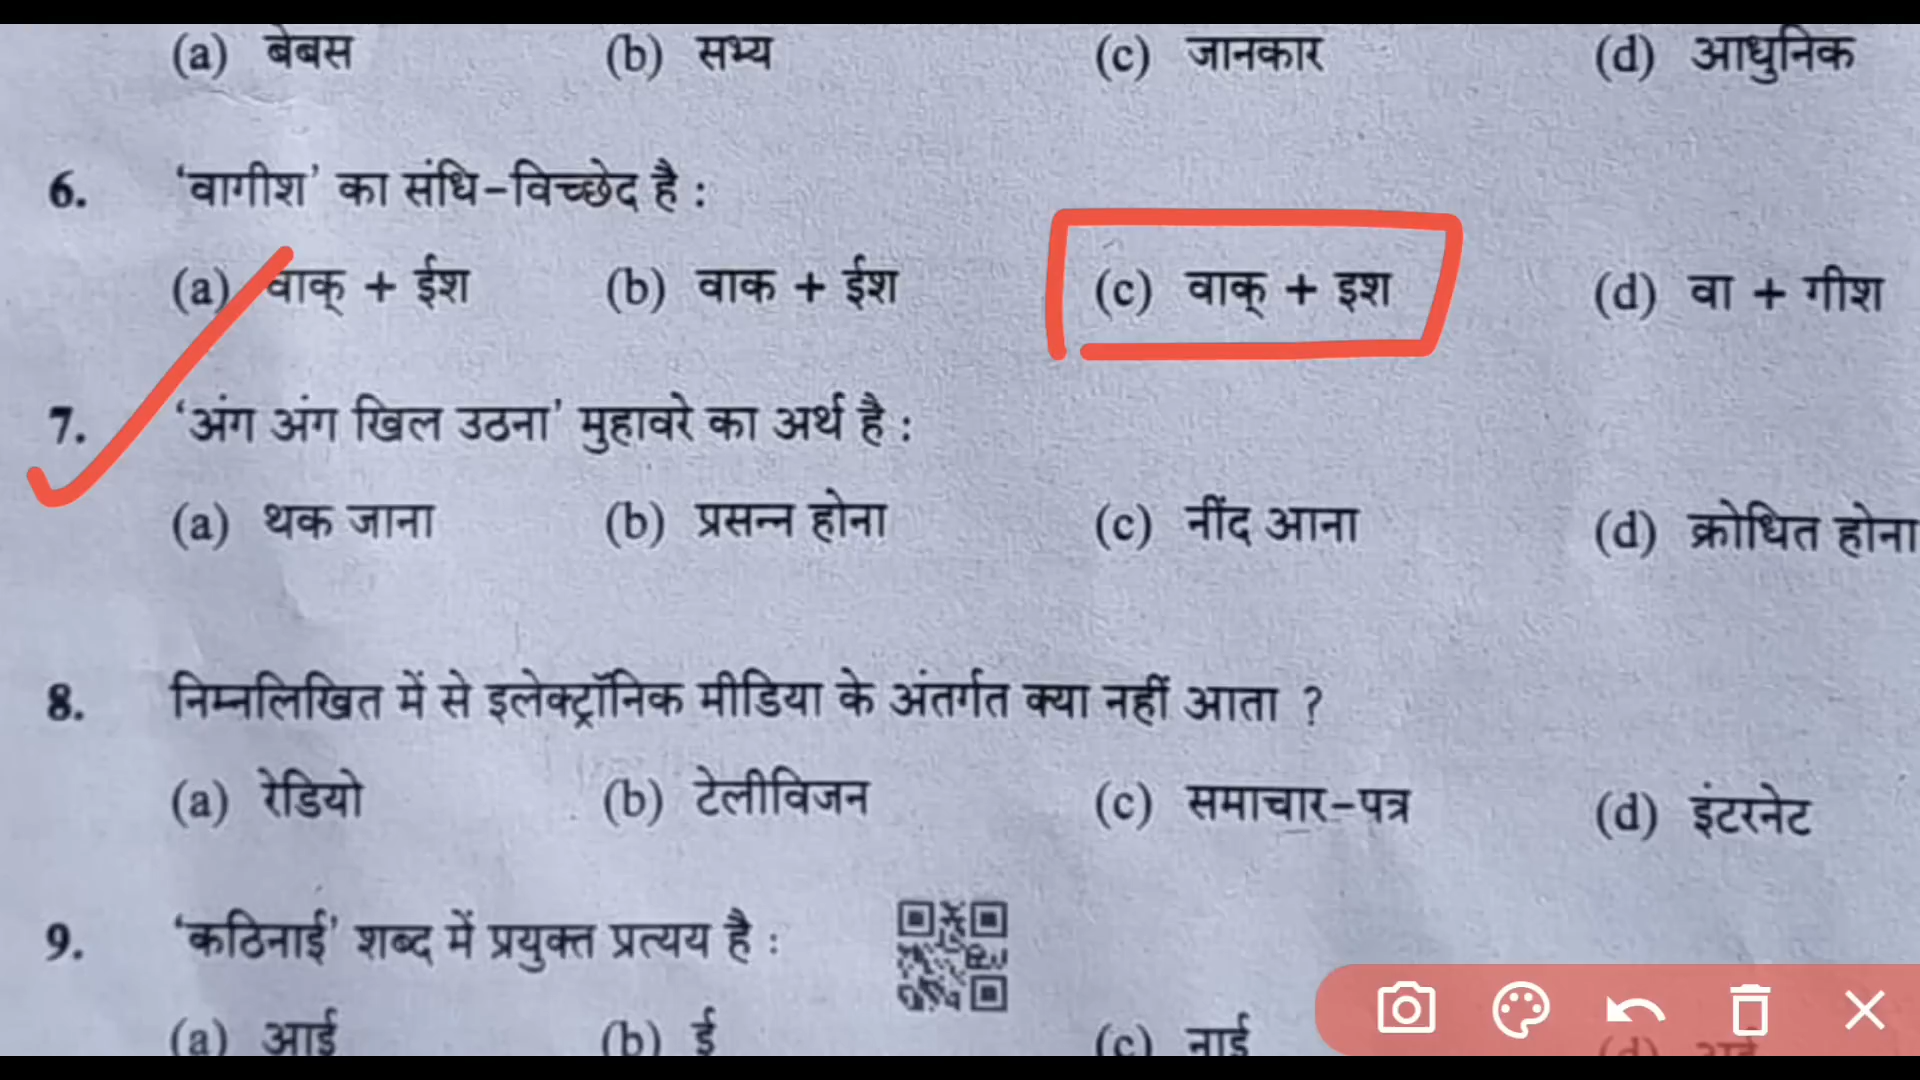 (a) बेबस (b) सभ्य (c) जानकार (d) आधुनिक
6. 'वागीश' का संधि-विच्छेद है :
(a) वाक् + ईश (b) वाक + ईश (c) वाक् + इश (d) वा + गीश
7. 'अंग अंग खिल उठना' मुहावरे का अर्थ है :
(a) थक जाना (b) प्रसन्न होना (c) नींद आना (d) क्रोधित होना
8. निम्नलिखित में से इलेक्ट्रॉनिक मीडिया के अंतर्गत क्या नहीं आता ?
(a) रेडियो (b) टेलीविजन (c) समाचार-पत्र (d) इंटरनेट
9. 'कठिनाई' शब्द में प्रयुक्त प्रत्यय है :
(a) आई (b) ई (c) नाई (d)